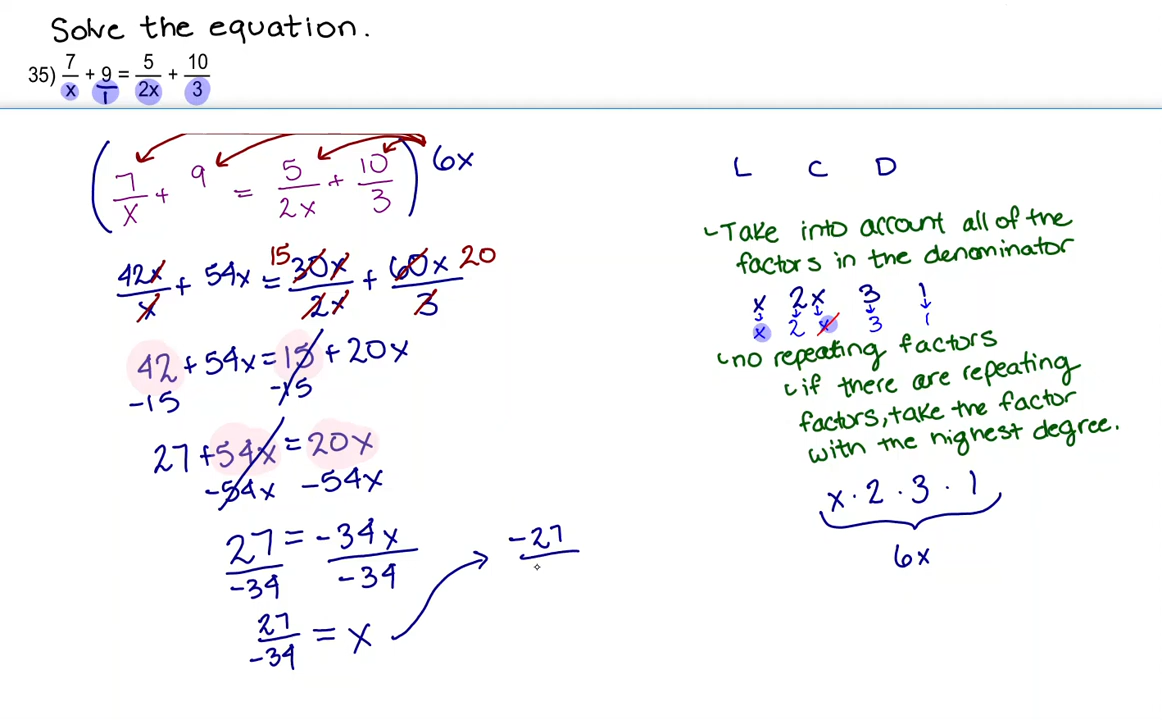 Solve the equation.
35) 7/x + 9/1 = 5/2x + 10/3
(7/x + 9 = 5/2x + 10/3) 6x
42x/x + 54x = 15 30x/2x + 60x/3 20
42 + 54x = 15 + 20x
-15 -15
27 + 54x = 20x
-54x -54x
27/-34 = -34x/-34
27/-34 = x
-27
L C D
Take into account all of the
factors in the denominator
x 2x 3 1
x 2 x 3 1
no repeating factors
if there are repeating
factors, take the factor
with the highest degree.
x · 2 · 3 · 1
6x